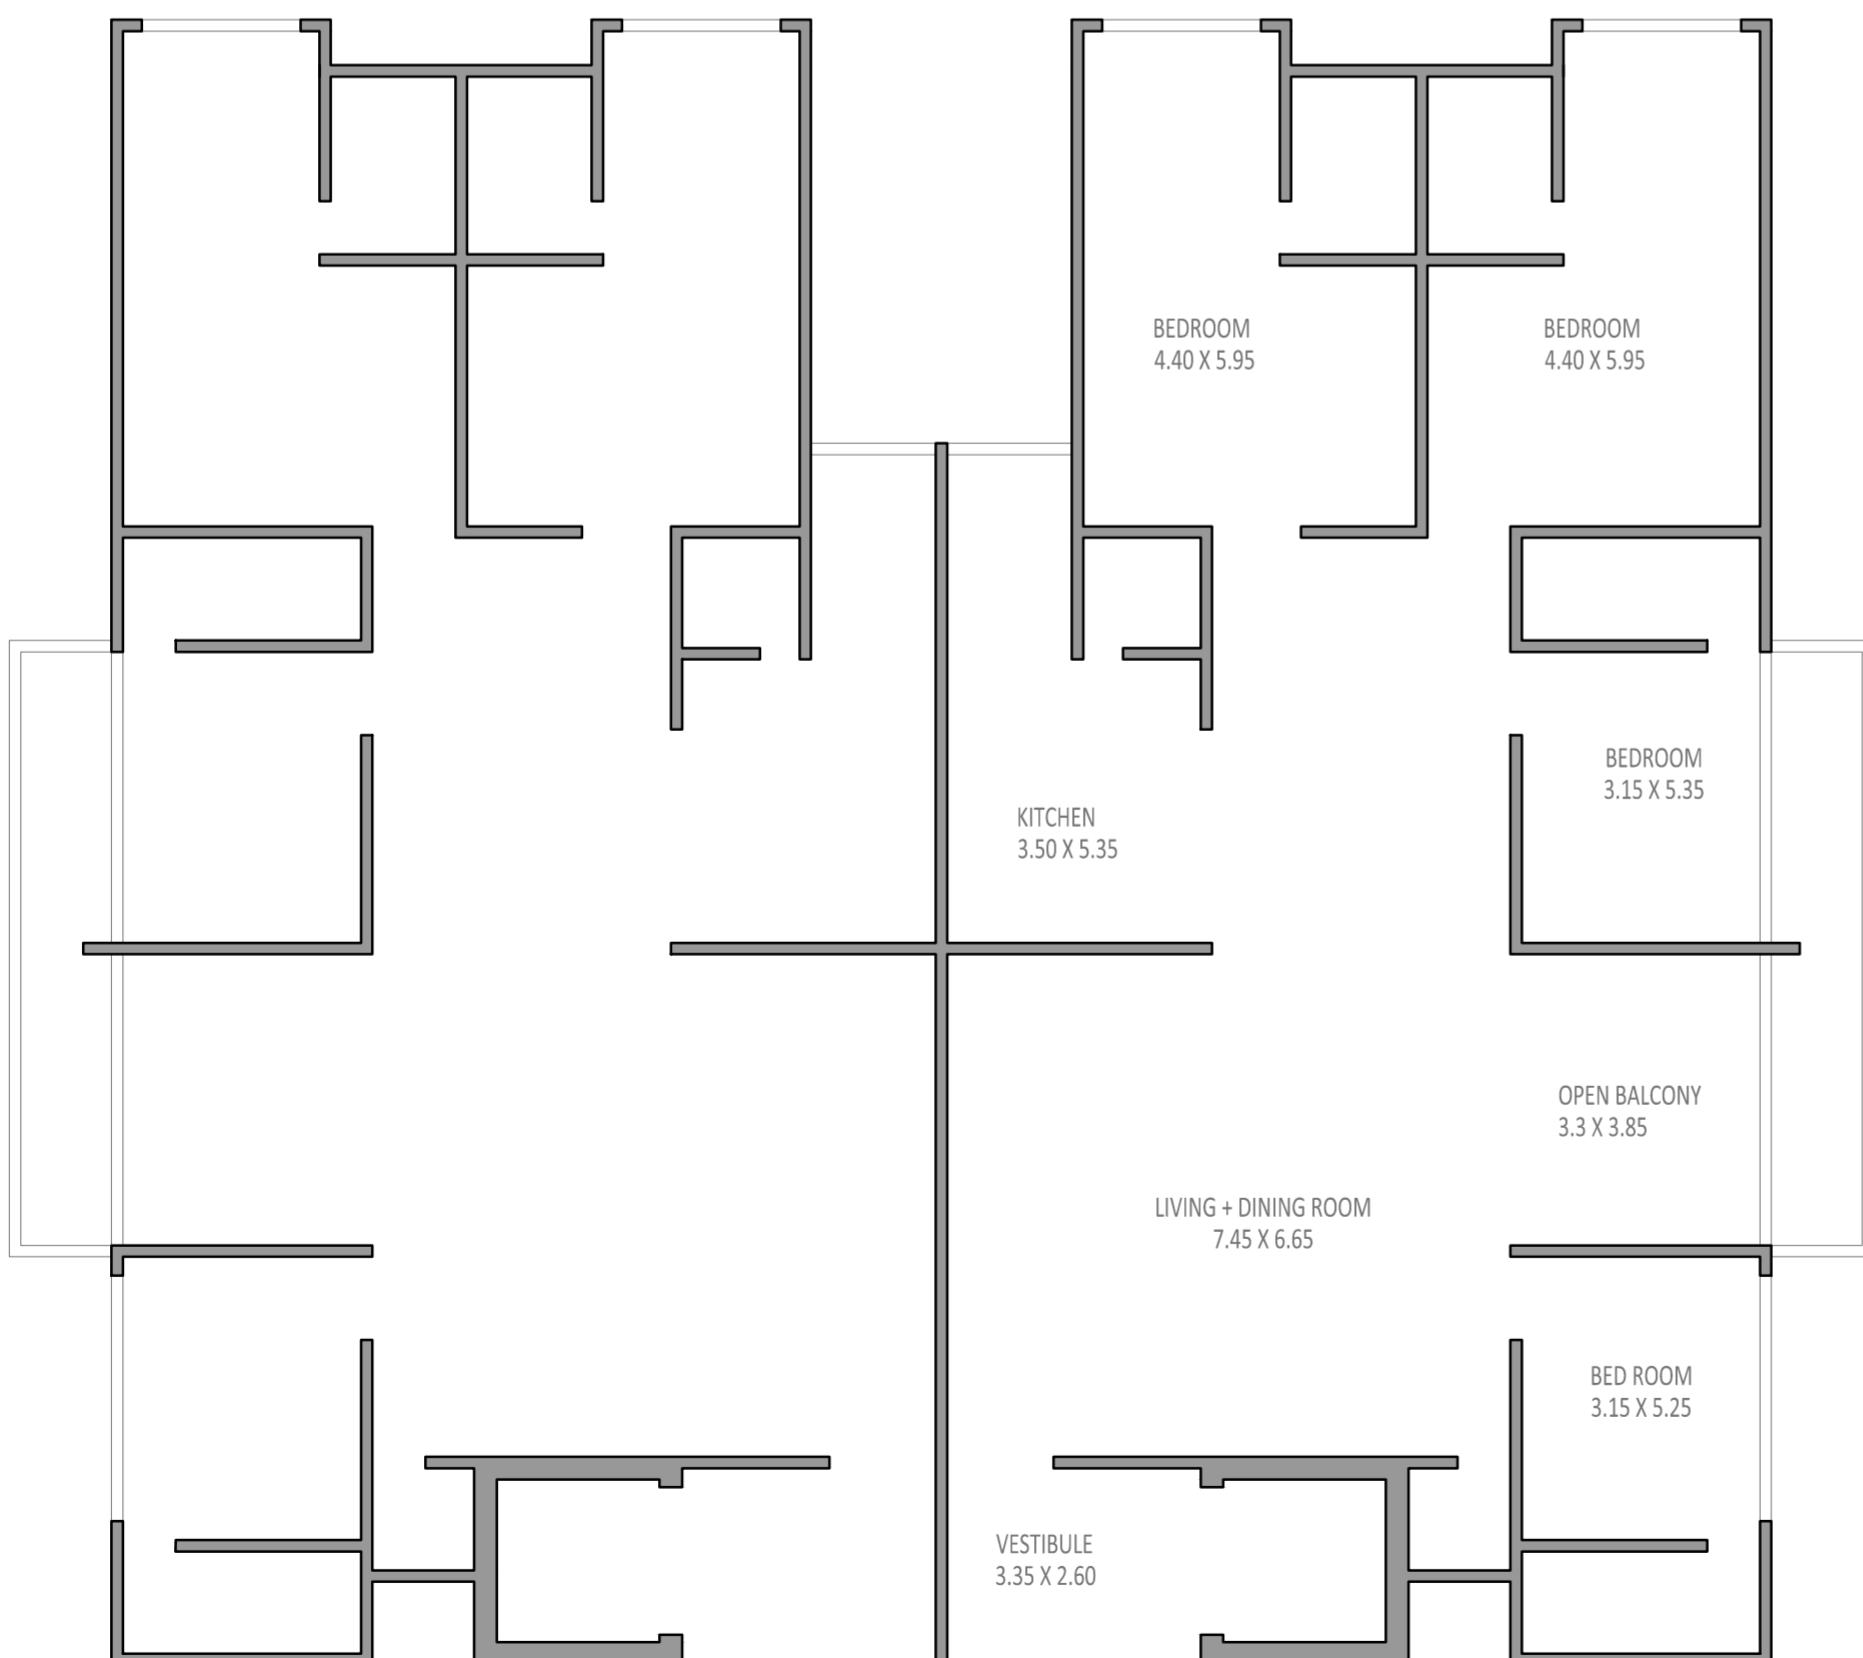 BEDROOM
4.40 X 5.95
BEDROOM
4.40 X 5.95
BEDROOM
3.15 X 5.35
KITCHEN
3.50 X 5.35
OPEN BALCONY
3.3 X 3.85
LIVING + DINING ROOM
7.45 X 6.65
BED ROOM
3.15 X 5.25
VESTIBULE
3.35 X 2.60